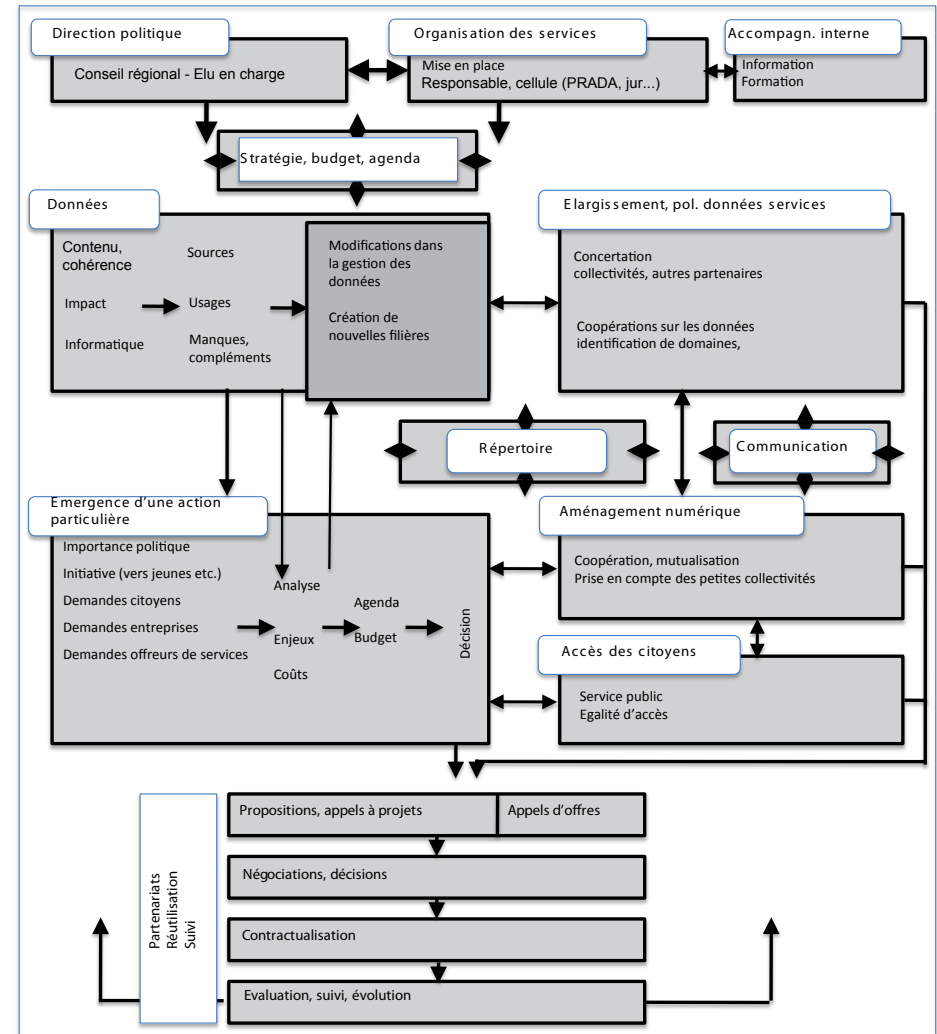 Direction politique
Conseil régional - Elu en charge
Organisation des services
Mise en place
Responsable, cellule (PRADA, jur...)
Accompagn. interne
Information
Formation
Stratégie, budget, agenda
Données
Contenu,
cohérence
Impact
Informatique
Sources
Usages
Manques,
compléments
Modifications dans
la gestion des
données
Création de
nouvelles filières
Elargissement, pol. données services
Concertation
collectivités, autres partenaires
Coopérations sur les données
identification de domaines,
Répertoire
Communication
Emergence d'une action
particulière
Importance politique
Initiative (vers jeunes etc.)
Demandes citoyens
Demandes entreprises
Demandes offreurs de services
Analyse
Enjeux
Coûts
Agenda
Budget
Décision
Aménagement numérique
Coopération, mutualisation
Prise en compte des petites collectivités
Accès des citoyens
Service public
Egalité d'accès
Partenariats
Réutilisation
Suivi
Propositions, appels à projets
Appels d'offres
Négociations, décisions
Contractualisation
Evaluation, suivi, évolution